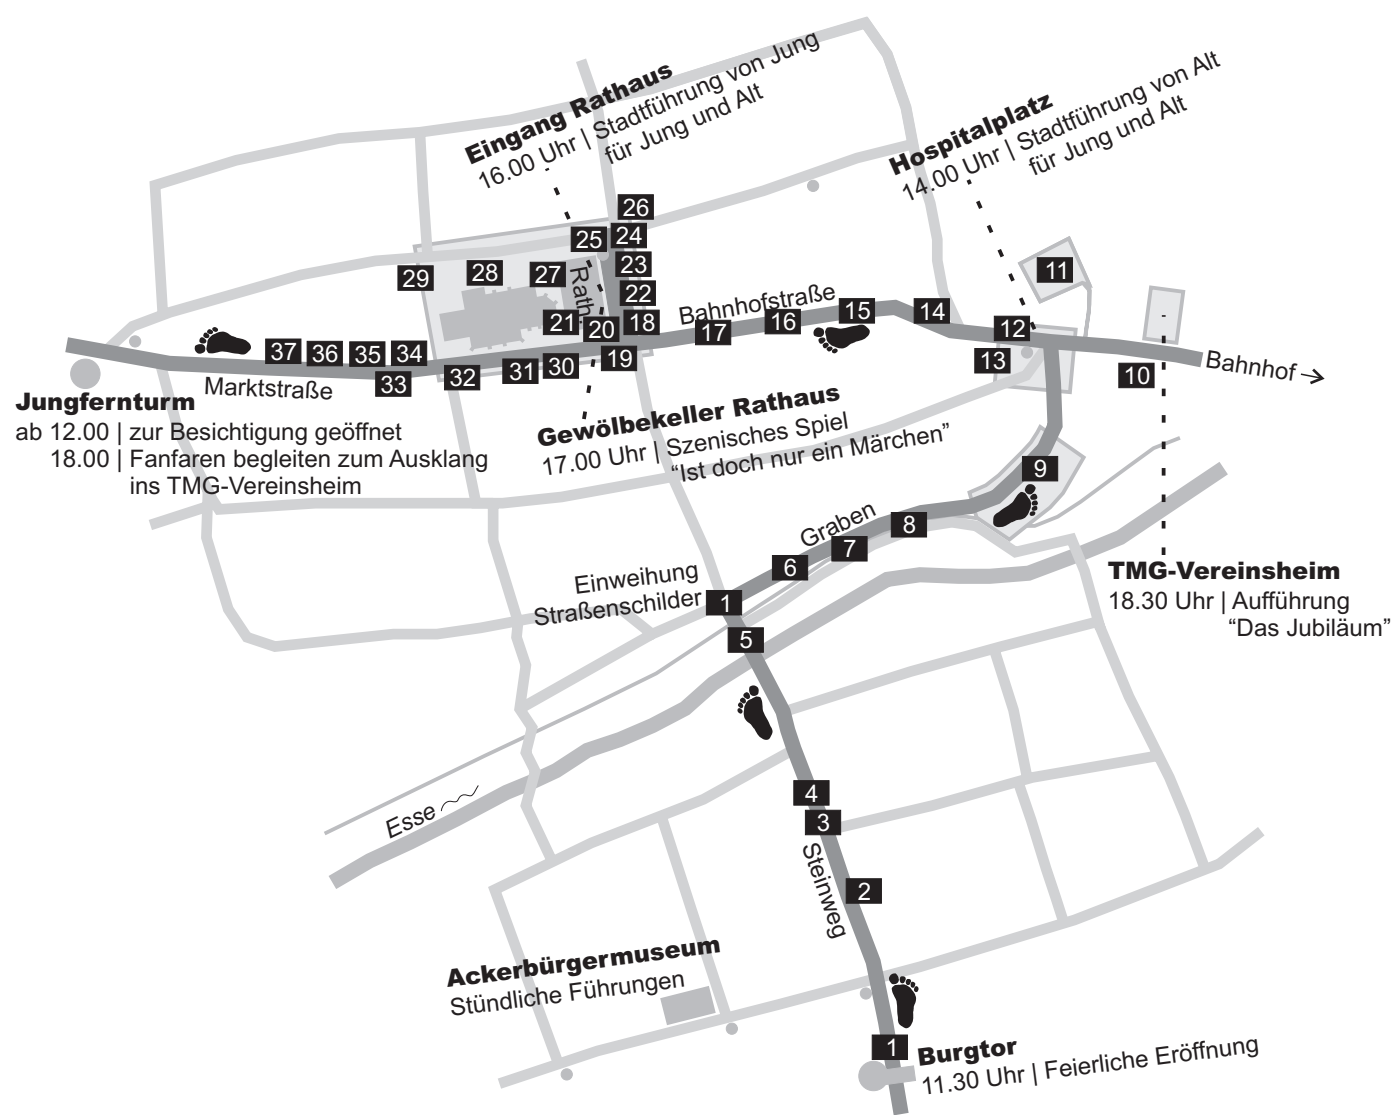 Eingang Rathaus
16.00 Uhr | Stadtführung von Jung
für Jung und Alt
Hospitalplatz
14.00 Uhr | Stadtführung von Alt
für Jung und Alt
26
25 24
23
22
29 28 27 Rath.
21 20 18
19
Bahnhofstraße
17 16 15 14
11
12
13
10
Bahnhof →
37 36 35 34
33 32 31 30
Marktstraße
Jungfernturm
ab 12.00 | zur Besichtigung geöffnet
18.00 | Fanfaren begleiten zum Ausklang
ins TMG-Vereinsheim
Gewölbekeller Rathaus
17.00 Uhr | Szenisches Spiel
“Ist doch nur ein Märchen”
9
Graben
8
7
6
Einweihung
Straßenschilder
1
5
TMG-Vereinsheim
18.30 Uhr | Aufführung
“Das Jubiläum”
Esse
4
3
Steinweg
2
Ackerbürgermuseum
Stündliche Führungen
1
Burgtor
11.30 Uhr | Feierliche Eröffnung